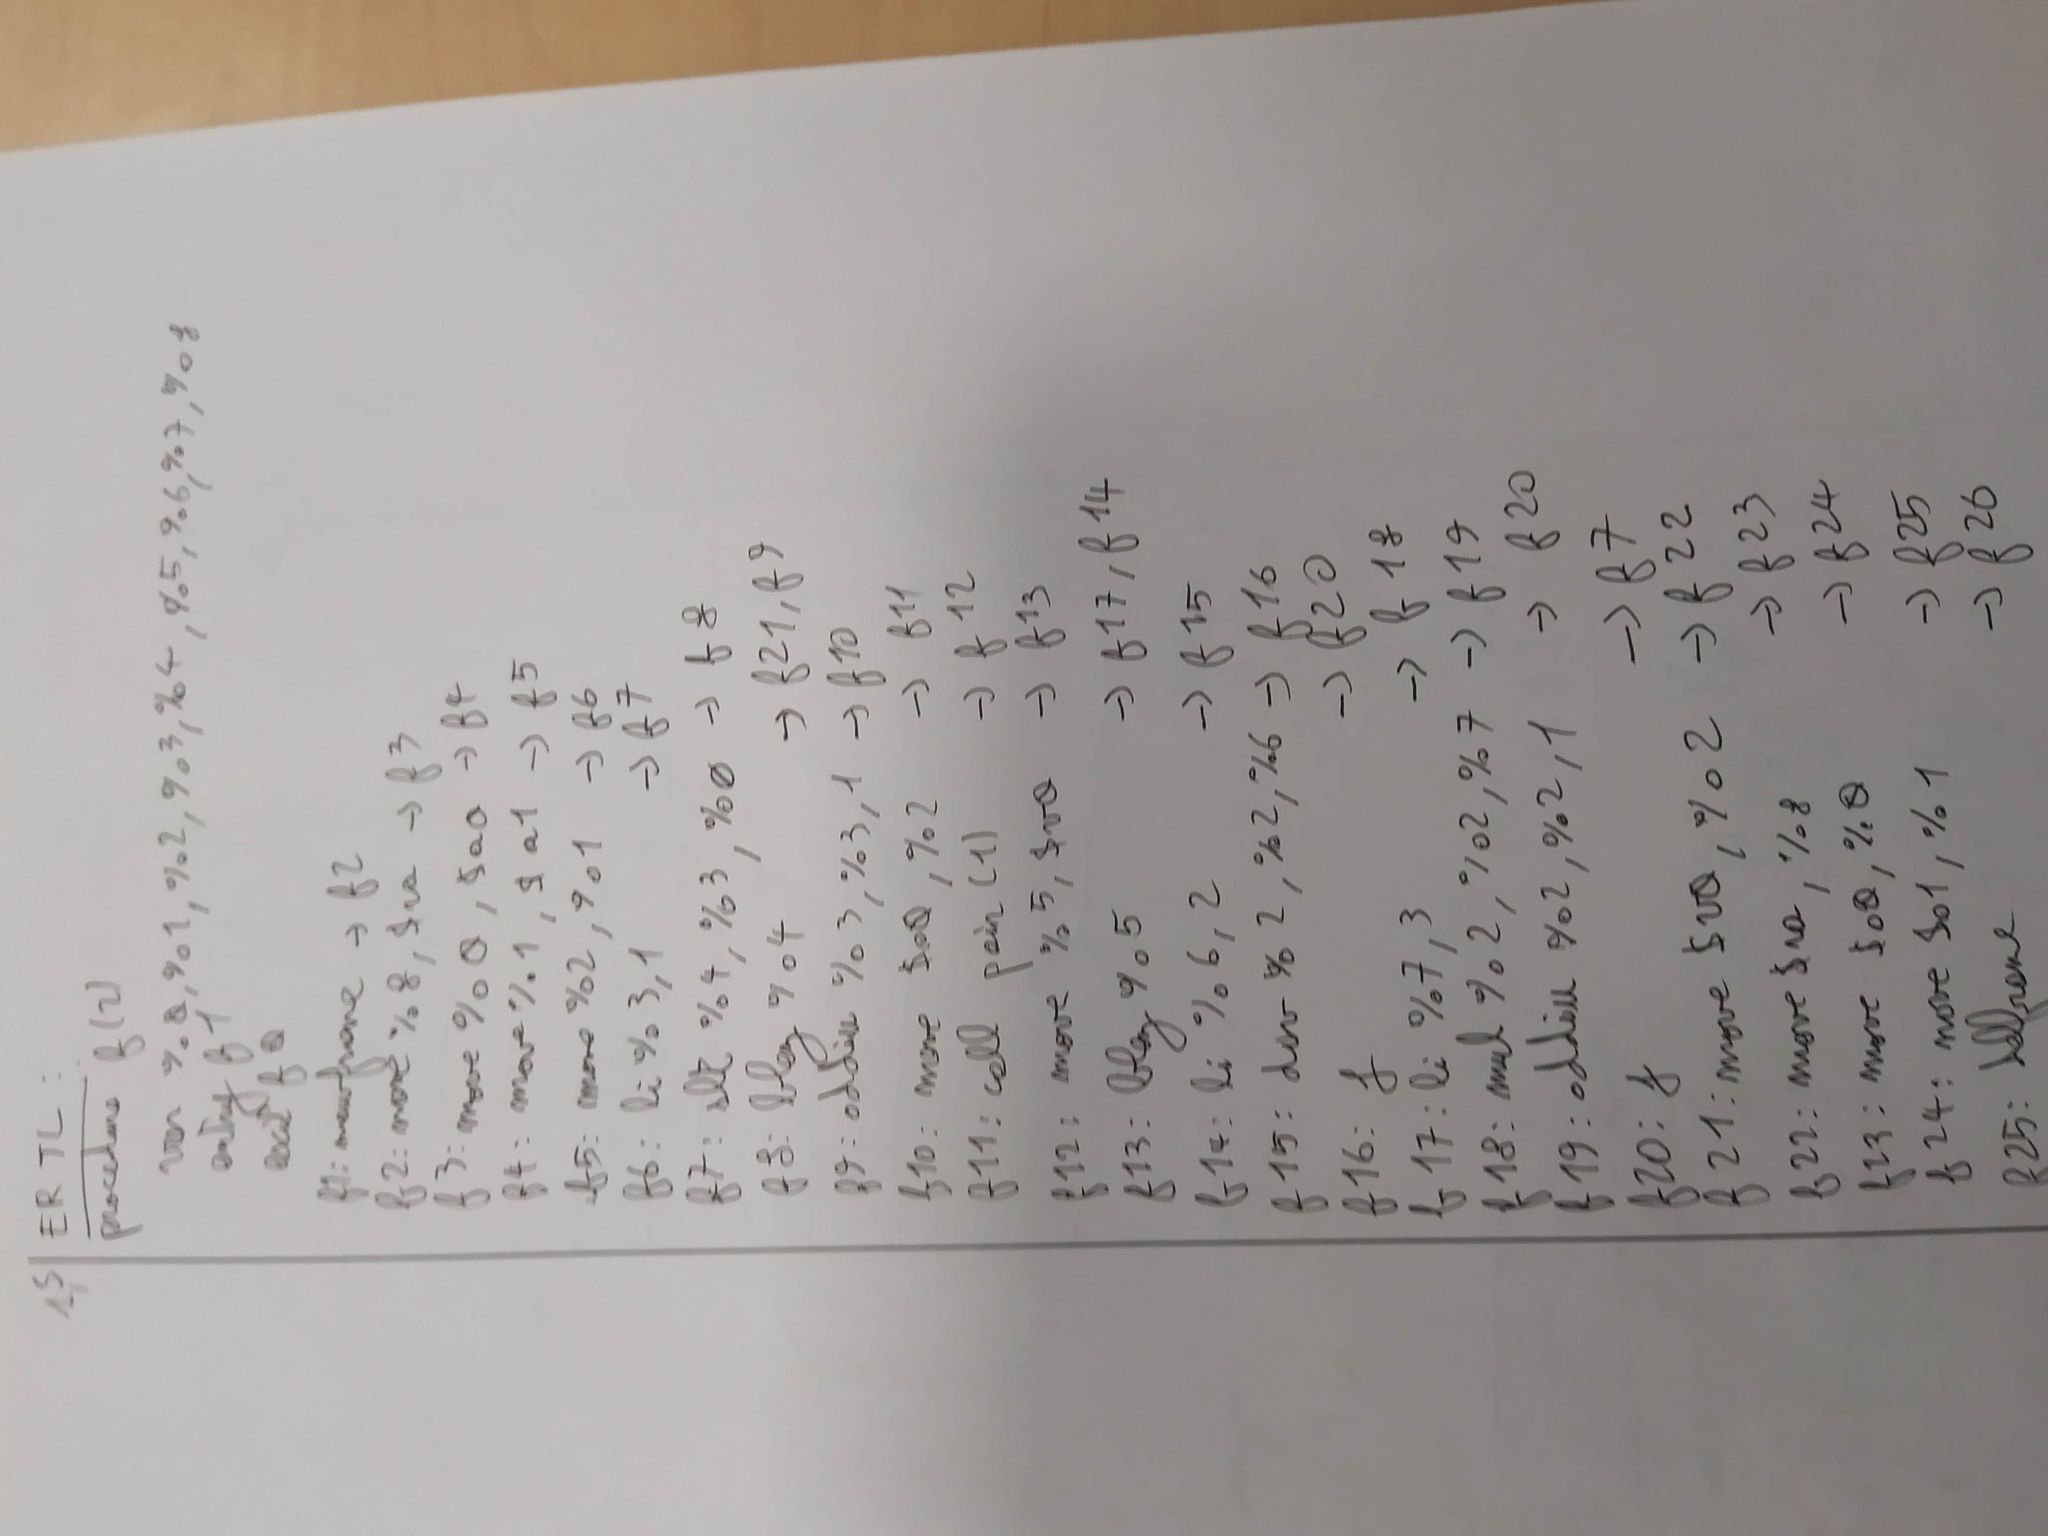 1,5 ER TL :
procedure f(2)
var %0, %1, %2, %3, %4, %5, %6, %7, %8
entry f1
exit f0
f1: newframe → f2
f2: move %8, $ra → f3
f3: move %0, $a0 → f4
f4: move %1, $a1 → f5
f5: move %2, %1 → f6
f6: li %3, 1 → f7
f7: slt %4, %3, %0 → f8
f8: blez %4 → f21, f9
f9: addiu %3, %3, 1 → f10
f10: move $a0, %2 → f11
f11: call pair(1) → f12
f12: move %5, $v0 → f13
f13: blez %5 → f17, f14
f14: li %6, 2 → f15
f15: div %2, %2, %6 → f16
f16: j → f20
f17: li %7, 3 → f18
f18: mul %2, %2, %7 → f19
f19: addiu %2, %2, 1 → f20
f20: j → f7
f21: move $v0, %2 → f22
f22: move $ra, %8 → f23
f23: move $a0, %0 → f24
f24: move $a1, %1 → f25
f25: delframe → f26